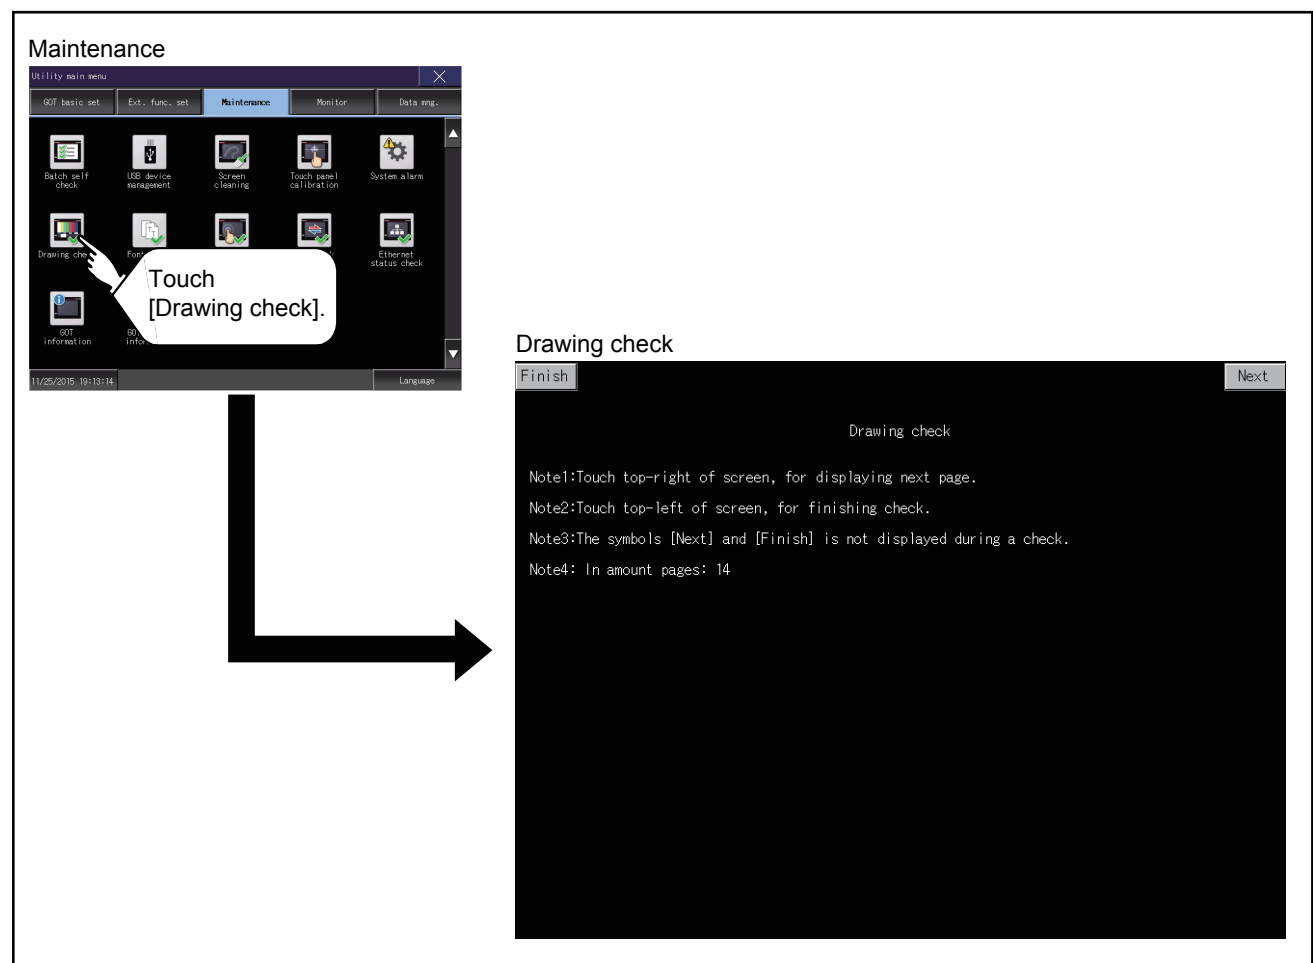 Maintenance
Utility main menu
GOT basic set
Ext. func. set
Maintenance
Monitor
Data mng.
Batch self
check
USB device
management
Screen
cleaning
Touch panel
calibration
System alarm
Drawing
Ethernet
status check
Touch
[Drawing check].
GOT
information
11/25/2015 19:13:14
Language
Drawing check
Finish
Next
Drawing check
Note1:Touch top-right of screen, for displaying next page.
Note2:Touch top-left of screen, for finishing check.
Note3:The symbols [Next] and [Finish] is not displayed during a check.
Note4: In amount pages: 14